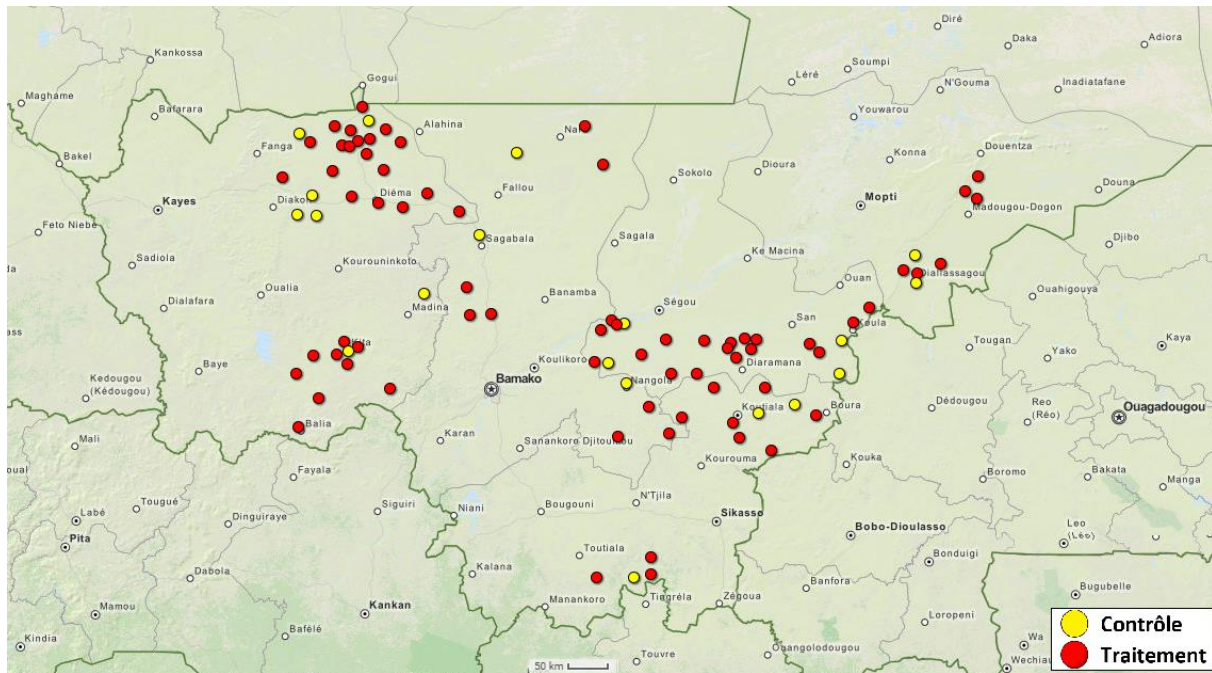 Diré
Daka
Adiora
Kankossa
Soumpi
Léré
N'Gouma
Inadiatafane
Gogui
Maghame
Bafarara
Youwarou
Alahina
Fanga
Konna
Douentza
Bakel
Dioura
Sokolo
Fallou
Douna
Diéma
Kayes
Mopti
Madougou-Dogon
Feto Niebe
Sagabala
Sagala
Djibo
Ke Macina
Sadiola
Kourouninkoto
Diallassagou
Ouan
Oualia
Banamba
Ouahigouya
Dialafara
Madina
Ségou
San
Koula
Kita
Tougan
Kaya
Yako
Baye
Koulikoro
Diaramana
Kedougou
(Kédougou)
Bamako
Nangola
Reo
(Réo)
Dédougou
Ouagadougou
Koutiala
Boura
Balia
Karan
Mali
Sanankoro Djitoumou
Kourouma
Kouka
Fayala
Boromo
Bakata
Manga
Tougué
Siguiri
Niani
Bougouni
N'Tjila
Labé
Dinguiraye
Sikasso
Bobo-Dioulasso
Leo
(Léo)
Pita
Toutiala
Bonduigi
Dabola
Kalana
Banfora
Bugubelle
Mamou
Kankan
Manankoro
Tingréla
Zégoua
Loropeni
Contrôle
Kindia
Bafélé
Wa
Traitement
Touvre
Ouangolodougou
50 km
Wechiau